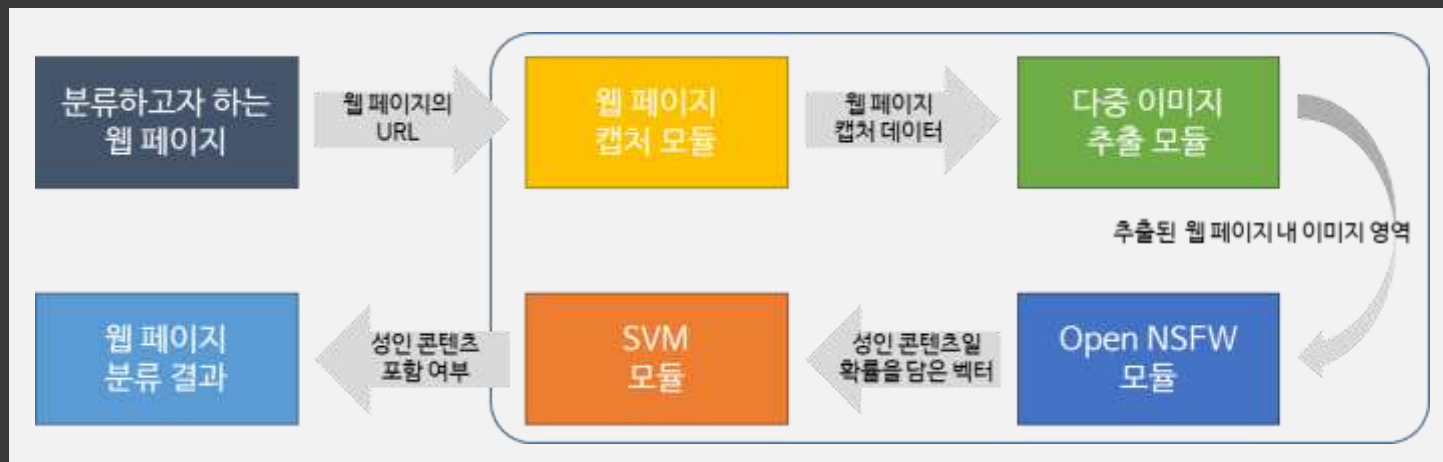 분류하고자 하는
웹 페이지
웹 페이지의
URL
웹 페이지
캡처 모듈
웹 페이지
캡처 데이터
다중 이미지
추출 모듈
추출된 웹 페이지 내 이미지 영역
Open NSFW
모듈
성인 콘텐츠일
확률을 담은 벡터
SVM
모듈
성인 콘텐츠
포함 여부
웹 페이지
분류 결과